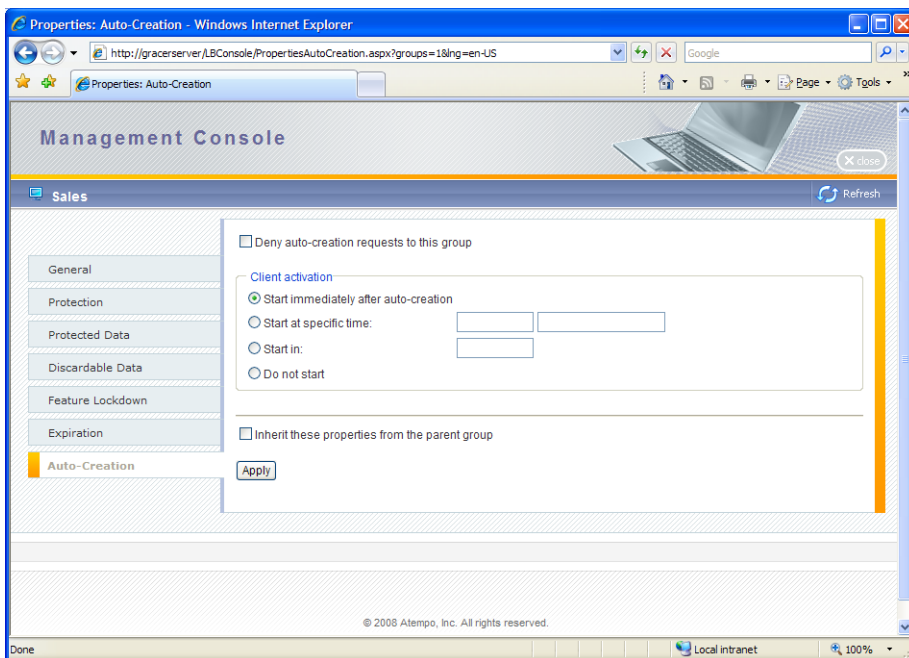 Properties: Auto-Creation - Windows Internet Explorer
http://gracerserver/LBConsole/PropertiesAutoCreation.aspx?groups=1&lng=en-US
Google
Properties: Auto-Creation
Page
Tools
»
Management Console
X close
Sales
Refresh
General
Protection
Protected Data
Discardable Data
Feature Lockdown
Expiration
Auto-Creation
Deny auto-creation requests to this group
Client activation
Start immediately after auto-creation
Start at specific time:
Start in:
Do not start
Inherit these properties from the parent group
Apply
© 2008 Atempo, Inc. All rights reserved.
Done
Local intranet
100%